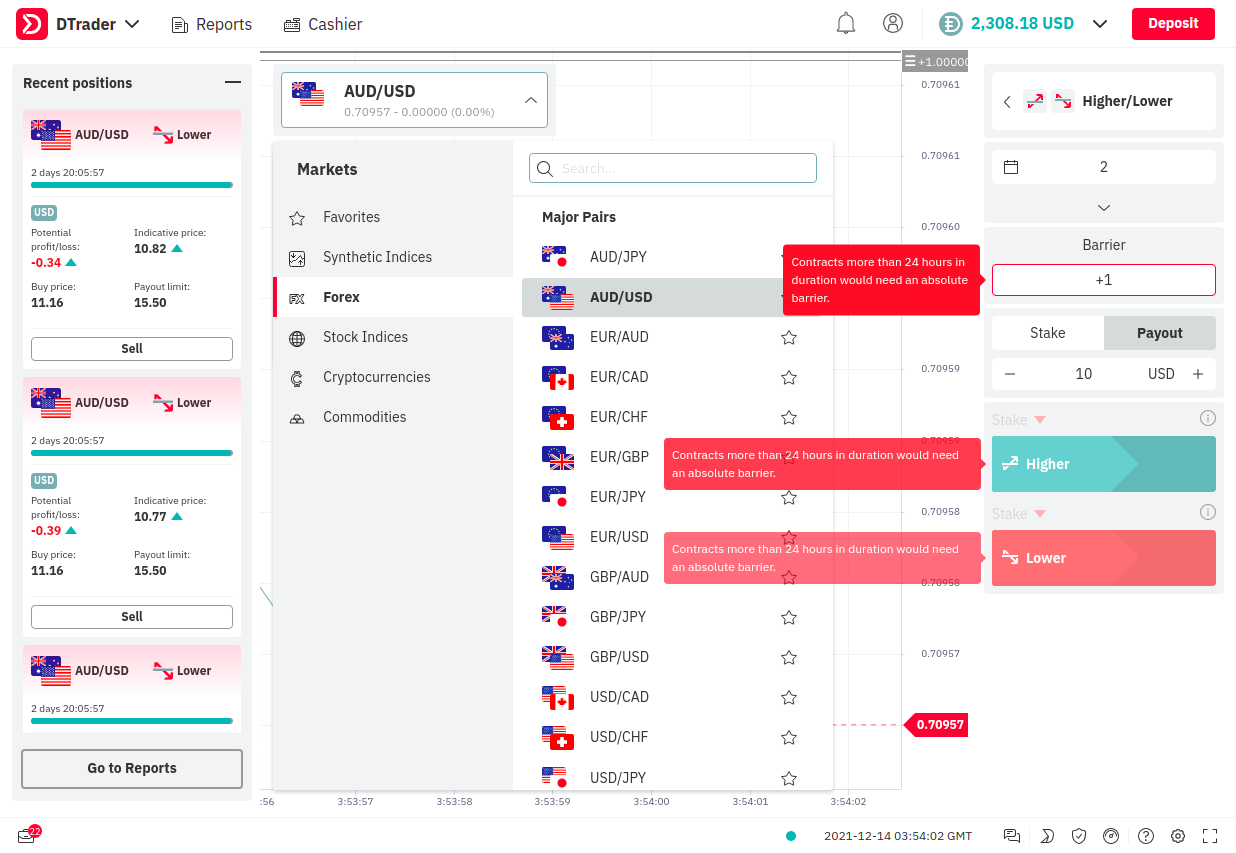 DTrader
Reports
Cashier
2,308.18 USD
Deposit
Recent positions
AUD/USD
Lower
2 days 20:05:57
USD
Potential profit/loss:
-0.34
Indicative price:
10.82
Buy price:
11.16
Payout limit:
15.50
Sell
AUD/USD
Lower
2 days 20:05:57
USD
Potential profit/loss:
-0.39
Indicative price:
10.77
Buy price:
11.16
Payout limit:
15.50
Sell
AUD/USD
Lower
2 days 20:05:57
Go to Reports
22
AUD/USD
0.70957 - 0.00000 (0.00%)
Markets
Favorites
Synthetic Indices
Forex
Stock Indices
Cryptocurrencies
Commodities
Search...
Major Pairs
AUD/JPY
AUD/USD
EUR/AUD
EUR/CAD
EUR/CHF
EUR/GBP
EUR/JPY
EUR/USD
GBP/AUD
GBP/JPY
GBP/USD
USD/CAD
USD/CHF
USD/JPY
+1.00000
0.70961
0.70961
0.70960
0.70959
0.70959
0.70958
0.70958
0.70957
0.70957
:56
3:53:57
3:53:58
3:53:59
3:54:00
3:54:01
3:54:02
Contracts more than 24 hours in
duration would need an absolute
barrier.
Contracts more than 24 hours in duration would need
an absolute barrier.
Contracts more than 24 hours in duration would need
an absolute barrier.
Higher/Lower
2
Barrier
+1
Stake
Payout
10
USD
Stake
Higher
Stake
Lower
2021-12-14 03:54:02 GMT